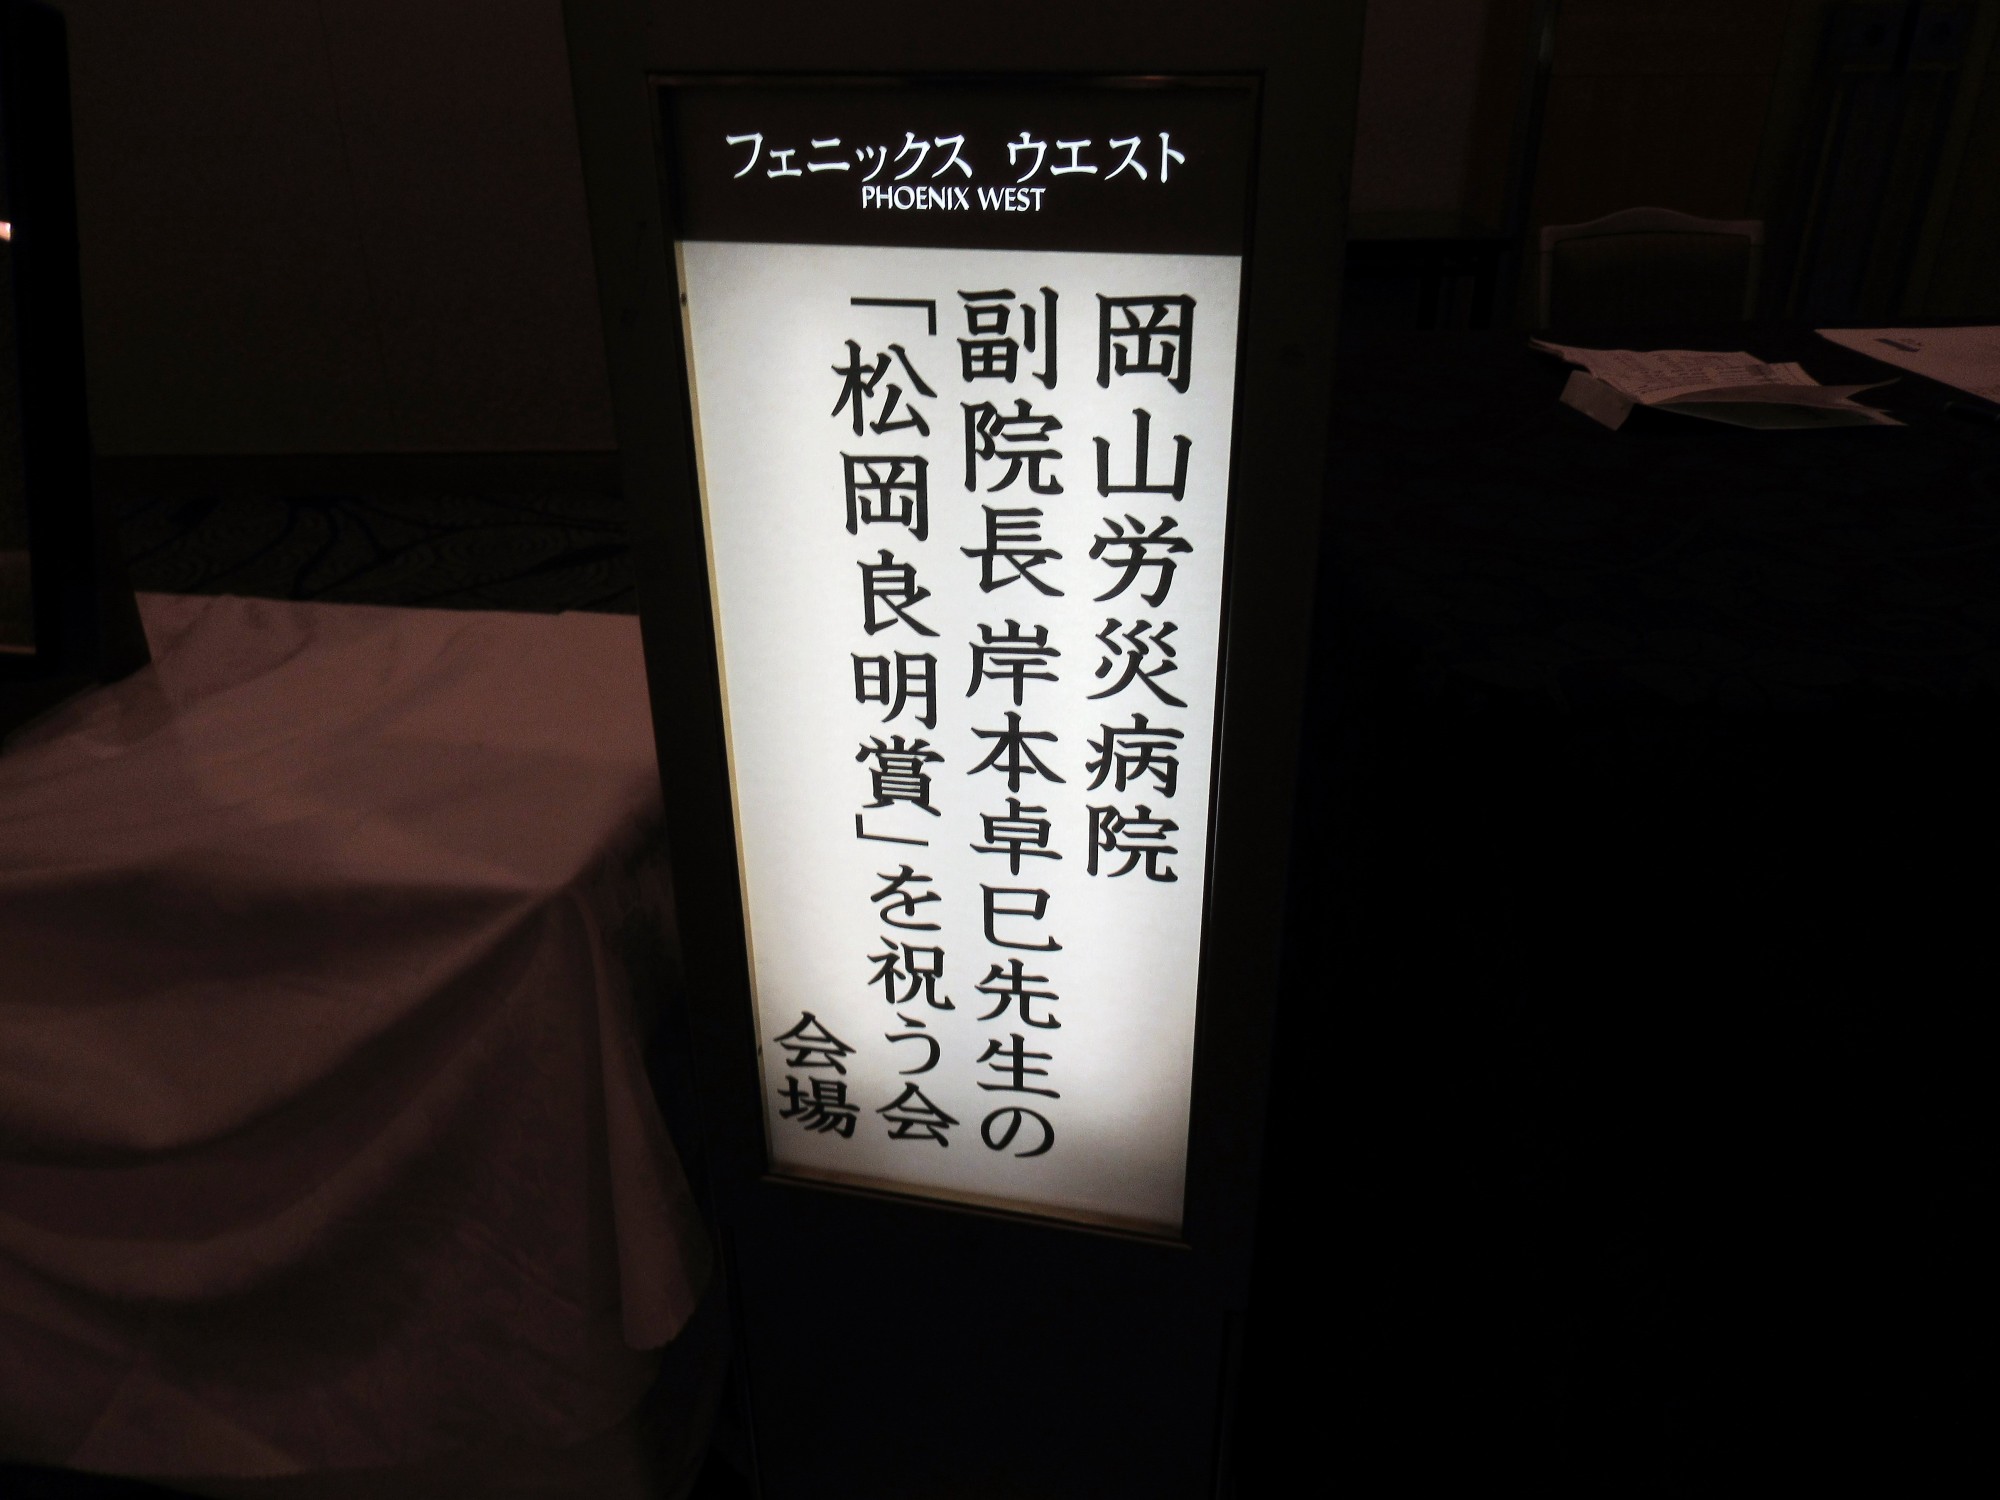 フェニックス ウエスト
PHOENIX WEST
岡山労災病院
副院長 岸本卓巳先生の
「松岡良明賞」を祝う会
会場